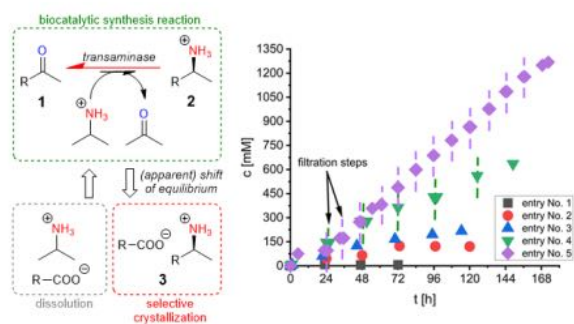 biocatalytic synthesis reaction
transaminase
O
R
1
⊕
NH₃
R
2
⊕
NH₃
O
(apparent) shift
of equilibrium
⊕
NH₃
R−COO⊖
dissolution
⊕
NH₃
R−COO⊖
R
3
selective
crystallization
c [mM]
1350
1200
1050
900
750
600
450
300
150
0
filtration steps
entry No. 1
entry No. 2
entry No. 3
entry No. 4
entry No. 5
0 24 48 72 96 120 144 168
t [h]